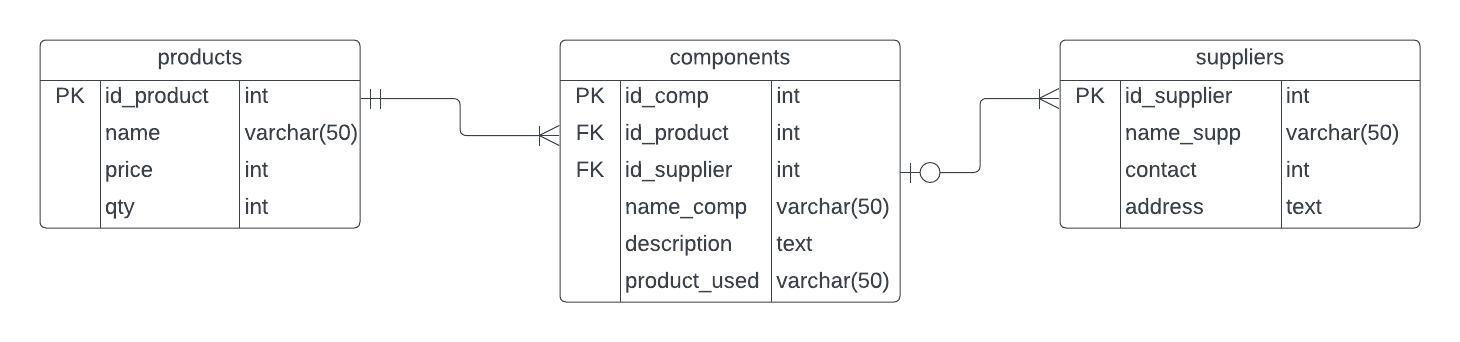 products
PK id_product int
name varchar(50)
price int
qty int
components
PK id_comp int
FK id_product int
FK id_supplier int
name_comp varchar(50)
description text
product_used varchar(50)
suppliers
PK id_supplier int
name_supp varchar(50)
contact int
address text